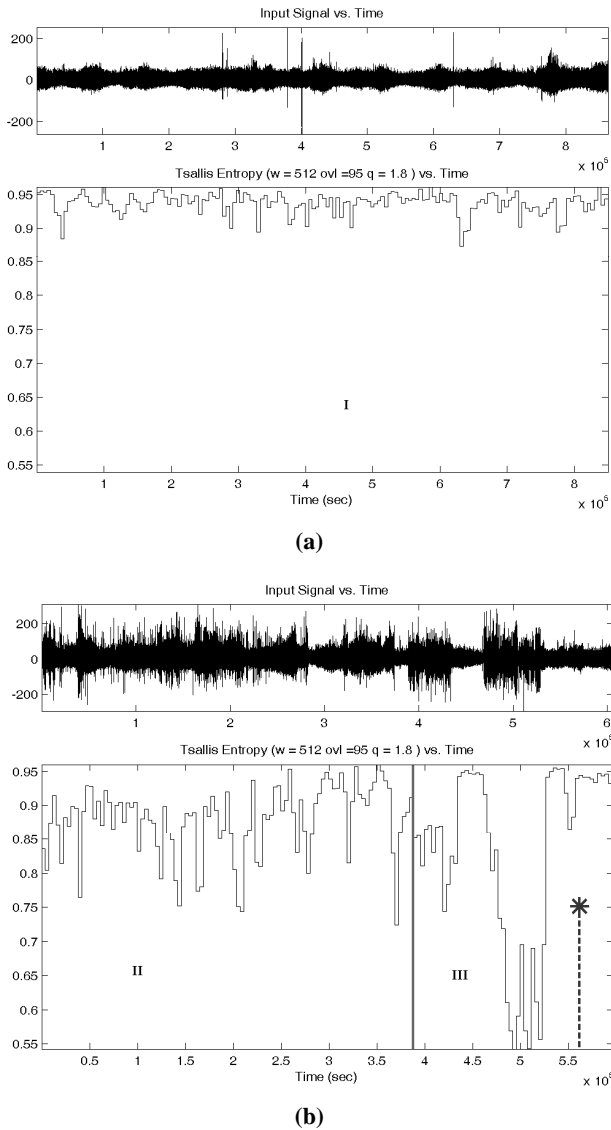 Input Signal vs. Time
200
0
-200
1 2 3 4 5 6 7 8
x 10
Tsallis Entropy (w = 512 ovl =95 q = 1.8 ) vs. Time
0.95
0.9
0.85
0.8
0.75
0.7
0.65
0.6
0.55
I
1 2 3 4 5 6 7 8
Time (sec)
x 10
(a)
Input Signal vs. Time
200
0
-200
1 2 3 4 5 6
x 10
Tsallis Entropy (w = 512 ovl =95 q = 1.8 ) vs. Time
0.95
0.9
0.85
0.8
0.75
0.7
0.65
0.6
0.55
II III
0.5 1 1.5 2 2.5 3 3.5 4 4.5 5 5.5
Time (sec)
x 10
(b)